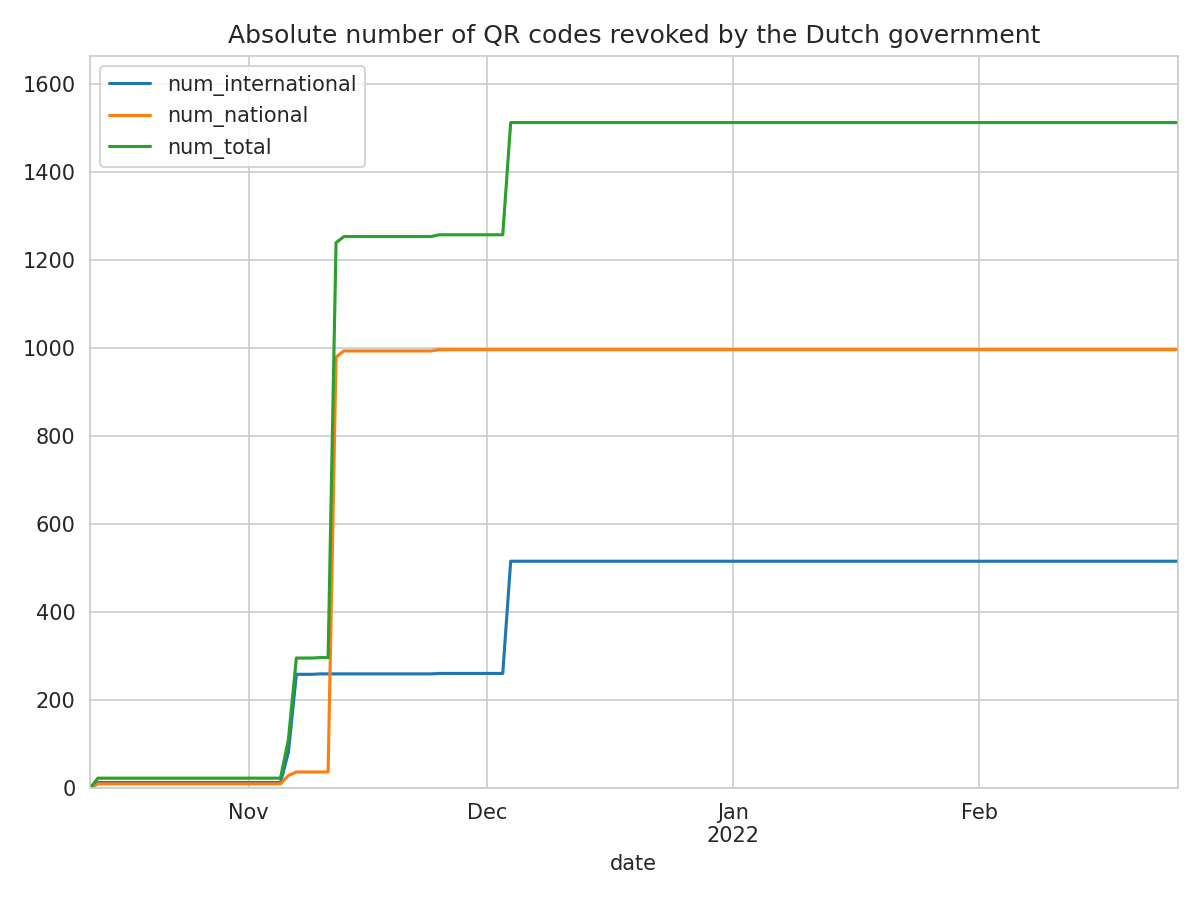 Absolute number of QR codes revoked by the Dutch government
num_international
num_national
num_total
1600
1400
1200
1000
800
600
400
200
0
Nov
Dec
Jan
2022
Feb
date